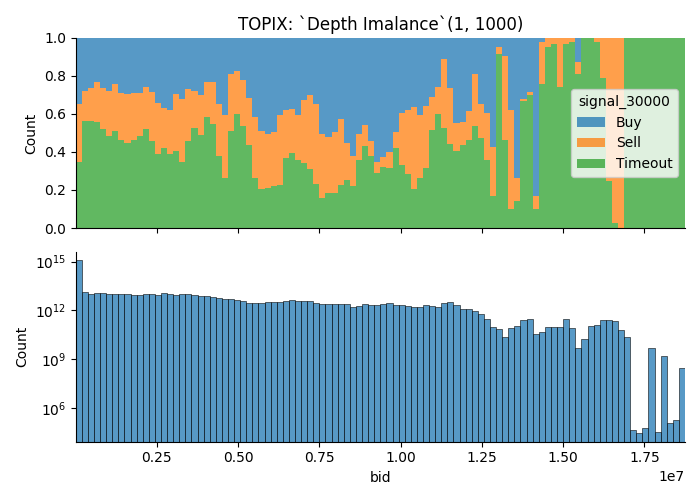 TOPIX: `Depth Imalance`(1, 1000)
1.0
0.8
0.6
0.4
0.2
0.0
Count
signal_30000
Buy
Sell
Timeout
10^15
10^12
10^9
10^6
Count
0.25
0.50
0.75
1.00
1.25
1.50
1.75
1e7
bid